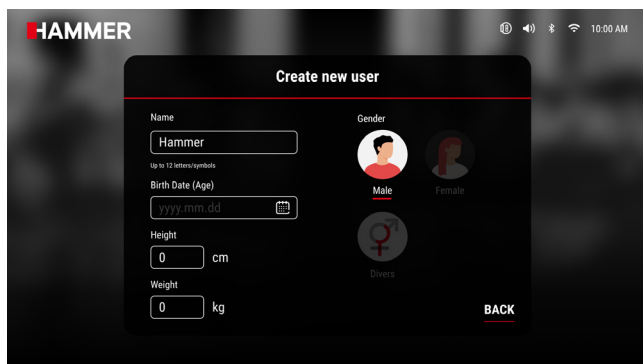 HAMMER
10:00 AM
Create new user
Name
Hammer
Up to 12 letters/symbols
Birth Date (Age)
yyyy.mm.dd
Height
0 cm
Weight
0 kg
Gender
Male
Female
Divers
BACK